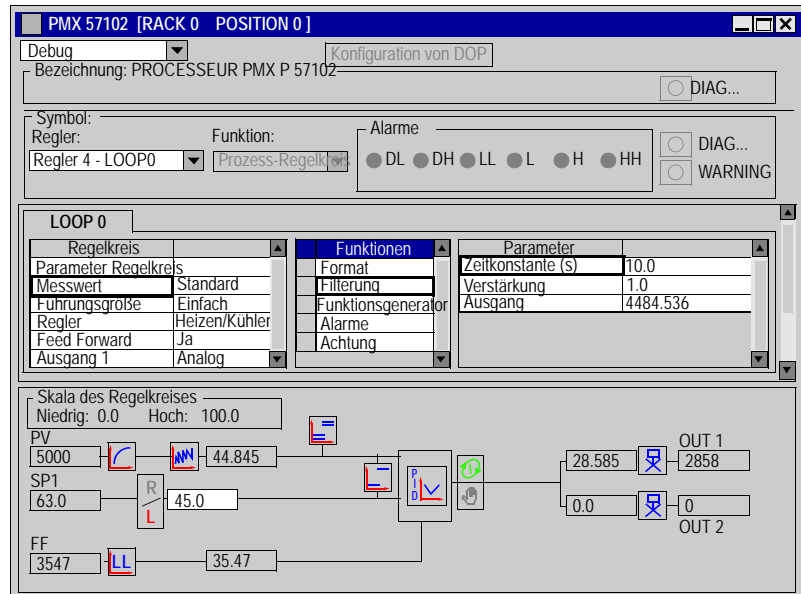 PMX 57102 [RACK 0 POSITION 0 ]
Debug
Konfiguration von DOP
Bezeichnung: PROCESSEUR PMX P 57102
DIAG...
Symbol:
Regler:
Funktion:
Alarme
Regler 4 - LOOP0
Prozess-Regelkreis
DL DH LL L H HH
DIAG...
WARNING
LOOP 0
Regelkreis
Parameter Regelkreis
Messwert Standard
Führungsgröße Einfach
Regler Heizen/Kühler
Feed Forward Ja
Ausgang 1 Analog
Funktionen
Format
Filterung
Funktionsgenerator
Alarme
Achtung
Parameter
Zeitkonstante (s) 10.0
Verstärkung 1.0
Ausgang 4484.536
Skala des Regelkreises
Niedrig: 0.0 Hoch: 100.0
PV
5000 44.845
SP1
63.0 R L 45.0
FF
3547 LL 35.47
PID
28.585 OUT 1 2858
0.0 0 OUT 2